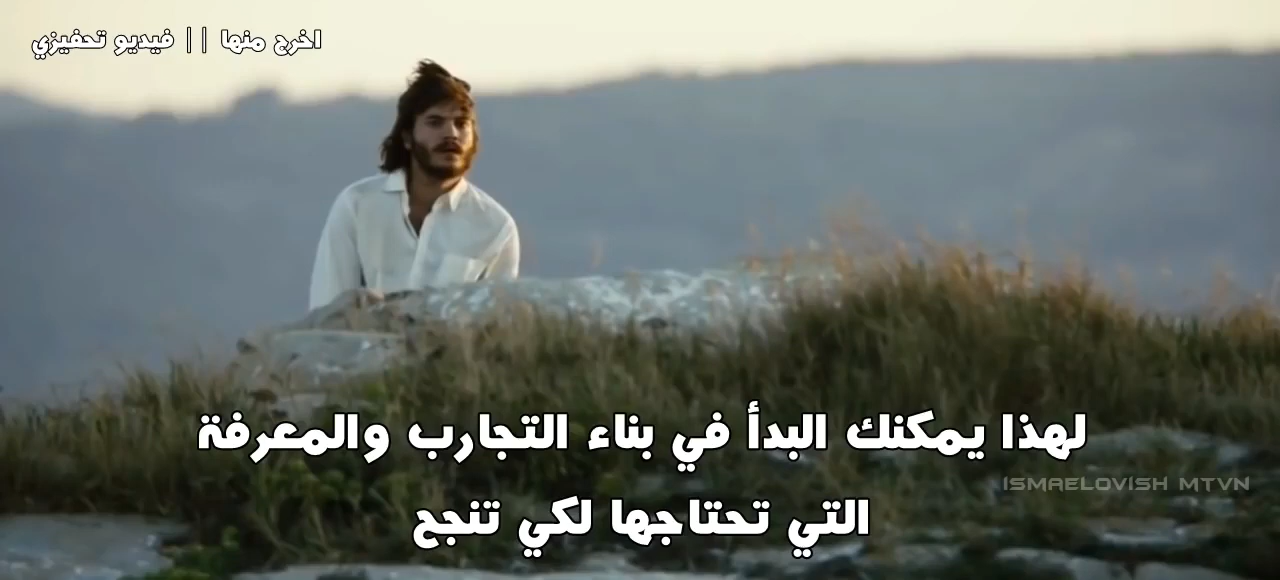 اخرج منها || فيديو تحفيزي
لهذا يمكنك البدأ في بناء التجارب والمعرفة
التي تحتاجها لكي تنجح
ISMAELOVISH MTVN